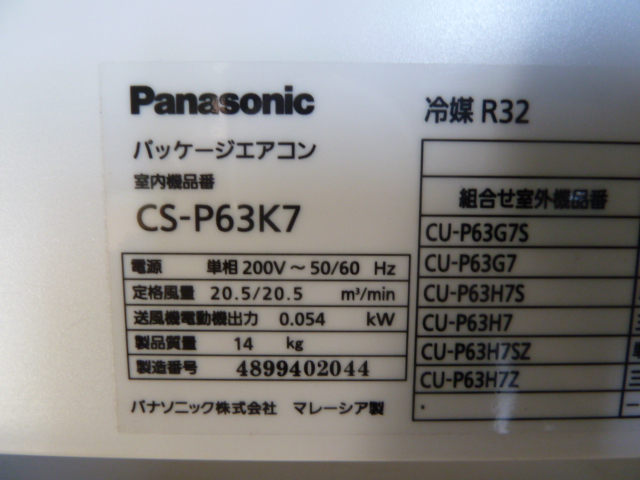 Panasonic
パッケージエアコン
室内機品番
CS-P63K7
電源 単相 200V～50/60 Hz
定格風量 20.5/20.5 m³/min
送風機電動機出力 0.054 kW
製品質量 14 kg
製造番号 4899402044
パナソニック株式会社 マレーシア製
冷媒 R32
組合せ室外機品番
CU-P63G7S
CU-P63G7
CU-P63H7S
CU-P63H7
CU-P63H7SZ
CU-P63H7Z 三